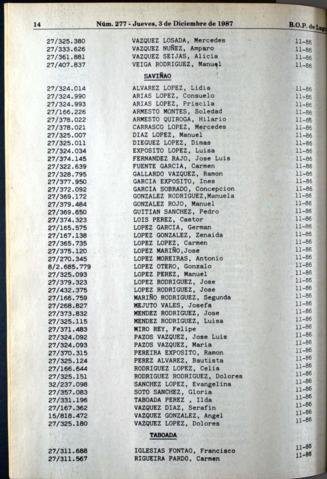 14 Núm. 277 - Jueves, 3 de Diciembre de 1987 B.O.P. de Lugo
27/325.380 VAZQUEZ LOSADA, Mercedes 11-86
27/333.626 VAZQUEZ NUÑEZ, Amparo 11-86
27/361.881 VAZQUEZ SEIJAS, Alicia 11-86
27/407.837 VEIGA RODRIGUEZ, Manuel 11-86
SAVIÑAO
27/324.014 ALVAREZ LOPEZ, Lidia 11-86
27/324.990 ARIAS LOPEZ, Consuelo 11-86
27/324.993 ARIAS LOPEZ, Priscila 11-86
27/166.226 ARMESTO MONTES, Soledad 11-86
27/378.022 ARMESTO QUIROGA, Hilario 11-86
27/378.021 CARRASCO LOPEZ, Mercedes 11-86
27/325.007 DIAZ LOPEZ, Manuel 11-86
27/325.011 DIEGUEZ LOPEZ, Dimas 11-86
27/324.034 EXPOSITO LOPEZ, Luisa 11-86
27/374.145 FERNANDEZ RAJO, Jose Luis 11-86
27/322.639 FUENTE GARCIA, Carmen 11-86
27/328.795 GALLARDO VAZQUEZ, Ramon 11-86
27/377.950 GARCIA EXPOSITO, Ines 11-86
27/372.092 GARCIA SOBRADO, Concepcion 11-86
27/369.172 GONZALEZ RODRIGUEZ,Manuela 11-86
27/379.484 GONZALEZ ROJO, Manuel 11-86
27/369.650 GUITIAN SANCHEZ, Pedro 11-86
27/374.323 LOIS PEREZ, Castor 11-86
27/165.575 LOPEZ GARCIA, German 11-86
27/167.138 LOPEZ GONZALEZ, Zenaida 11-86
27/365.735 LOPEZ LOPEZ, Carmen 11-86
27/375.120 LOPEZ MARIÑO,Jose 11-86
27/270.345 LOPEZ MOREIRAS, Antonio 11-86
8/2.685.779 LOPEZ OTERO, Gonzalo 11-86
27/325.093 LOPEZ PEREZ, Manuel 11-86
27/379.323 LOPEZ RODRIGUEZ, Jose 11-86
27/432.375 LOPEZ RODRIGUEZ, Jose 11-86
27/166.759 MARIÑO RODRIGUEZ, Segunda 11-86
27/268.827 MEJUTO VALES, Josefa 11-86
27/373.832 MENDEZ RODRIGUEZ, Jose 11-86
27/325.115 MENDEZ RODRIGUEZ, Luisa 11-86
27/371.483 MIRO REY, Felipe 11-86
27/324.092 PAZOS VAZQUEZ, Jose Luis 11-86
27/324.093 PAZOS VAZQUEZ, Maria 11-86
27/370.315 PEREIRA EXPOSITO, Ramon 11-86
27/325.124 PEREZ ALVAREZ, Bautista 11-86
27/166.644 RODRIGUEZ LOPEZ, Celia 11-86
27/325.151 RODRIGUEZ RODRIGUEZ, Dolores 11-86
32/237.098 SANCHEZ LOPEZ, Evangelina 11-86
27/357.083 SOTO SANCHEZ, Gloria 11-86
27/331.196 TABOADA PEREZ , Ilda 11-86
27/167.362 VAZQUEZ DIAZ, Serafin 11-86
15/818.472 VAZQUEZ GONZALEZ, Angel 11-86
27/325.180 VAZQUEZ LOPEZ, Dolores 11-86
TABOADA
27/311.688 IGLESIAS FONTAO, Francisco 11-86
27/311.567 RIGUEIRA PARDO, Carmen 11-86